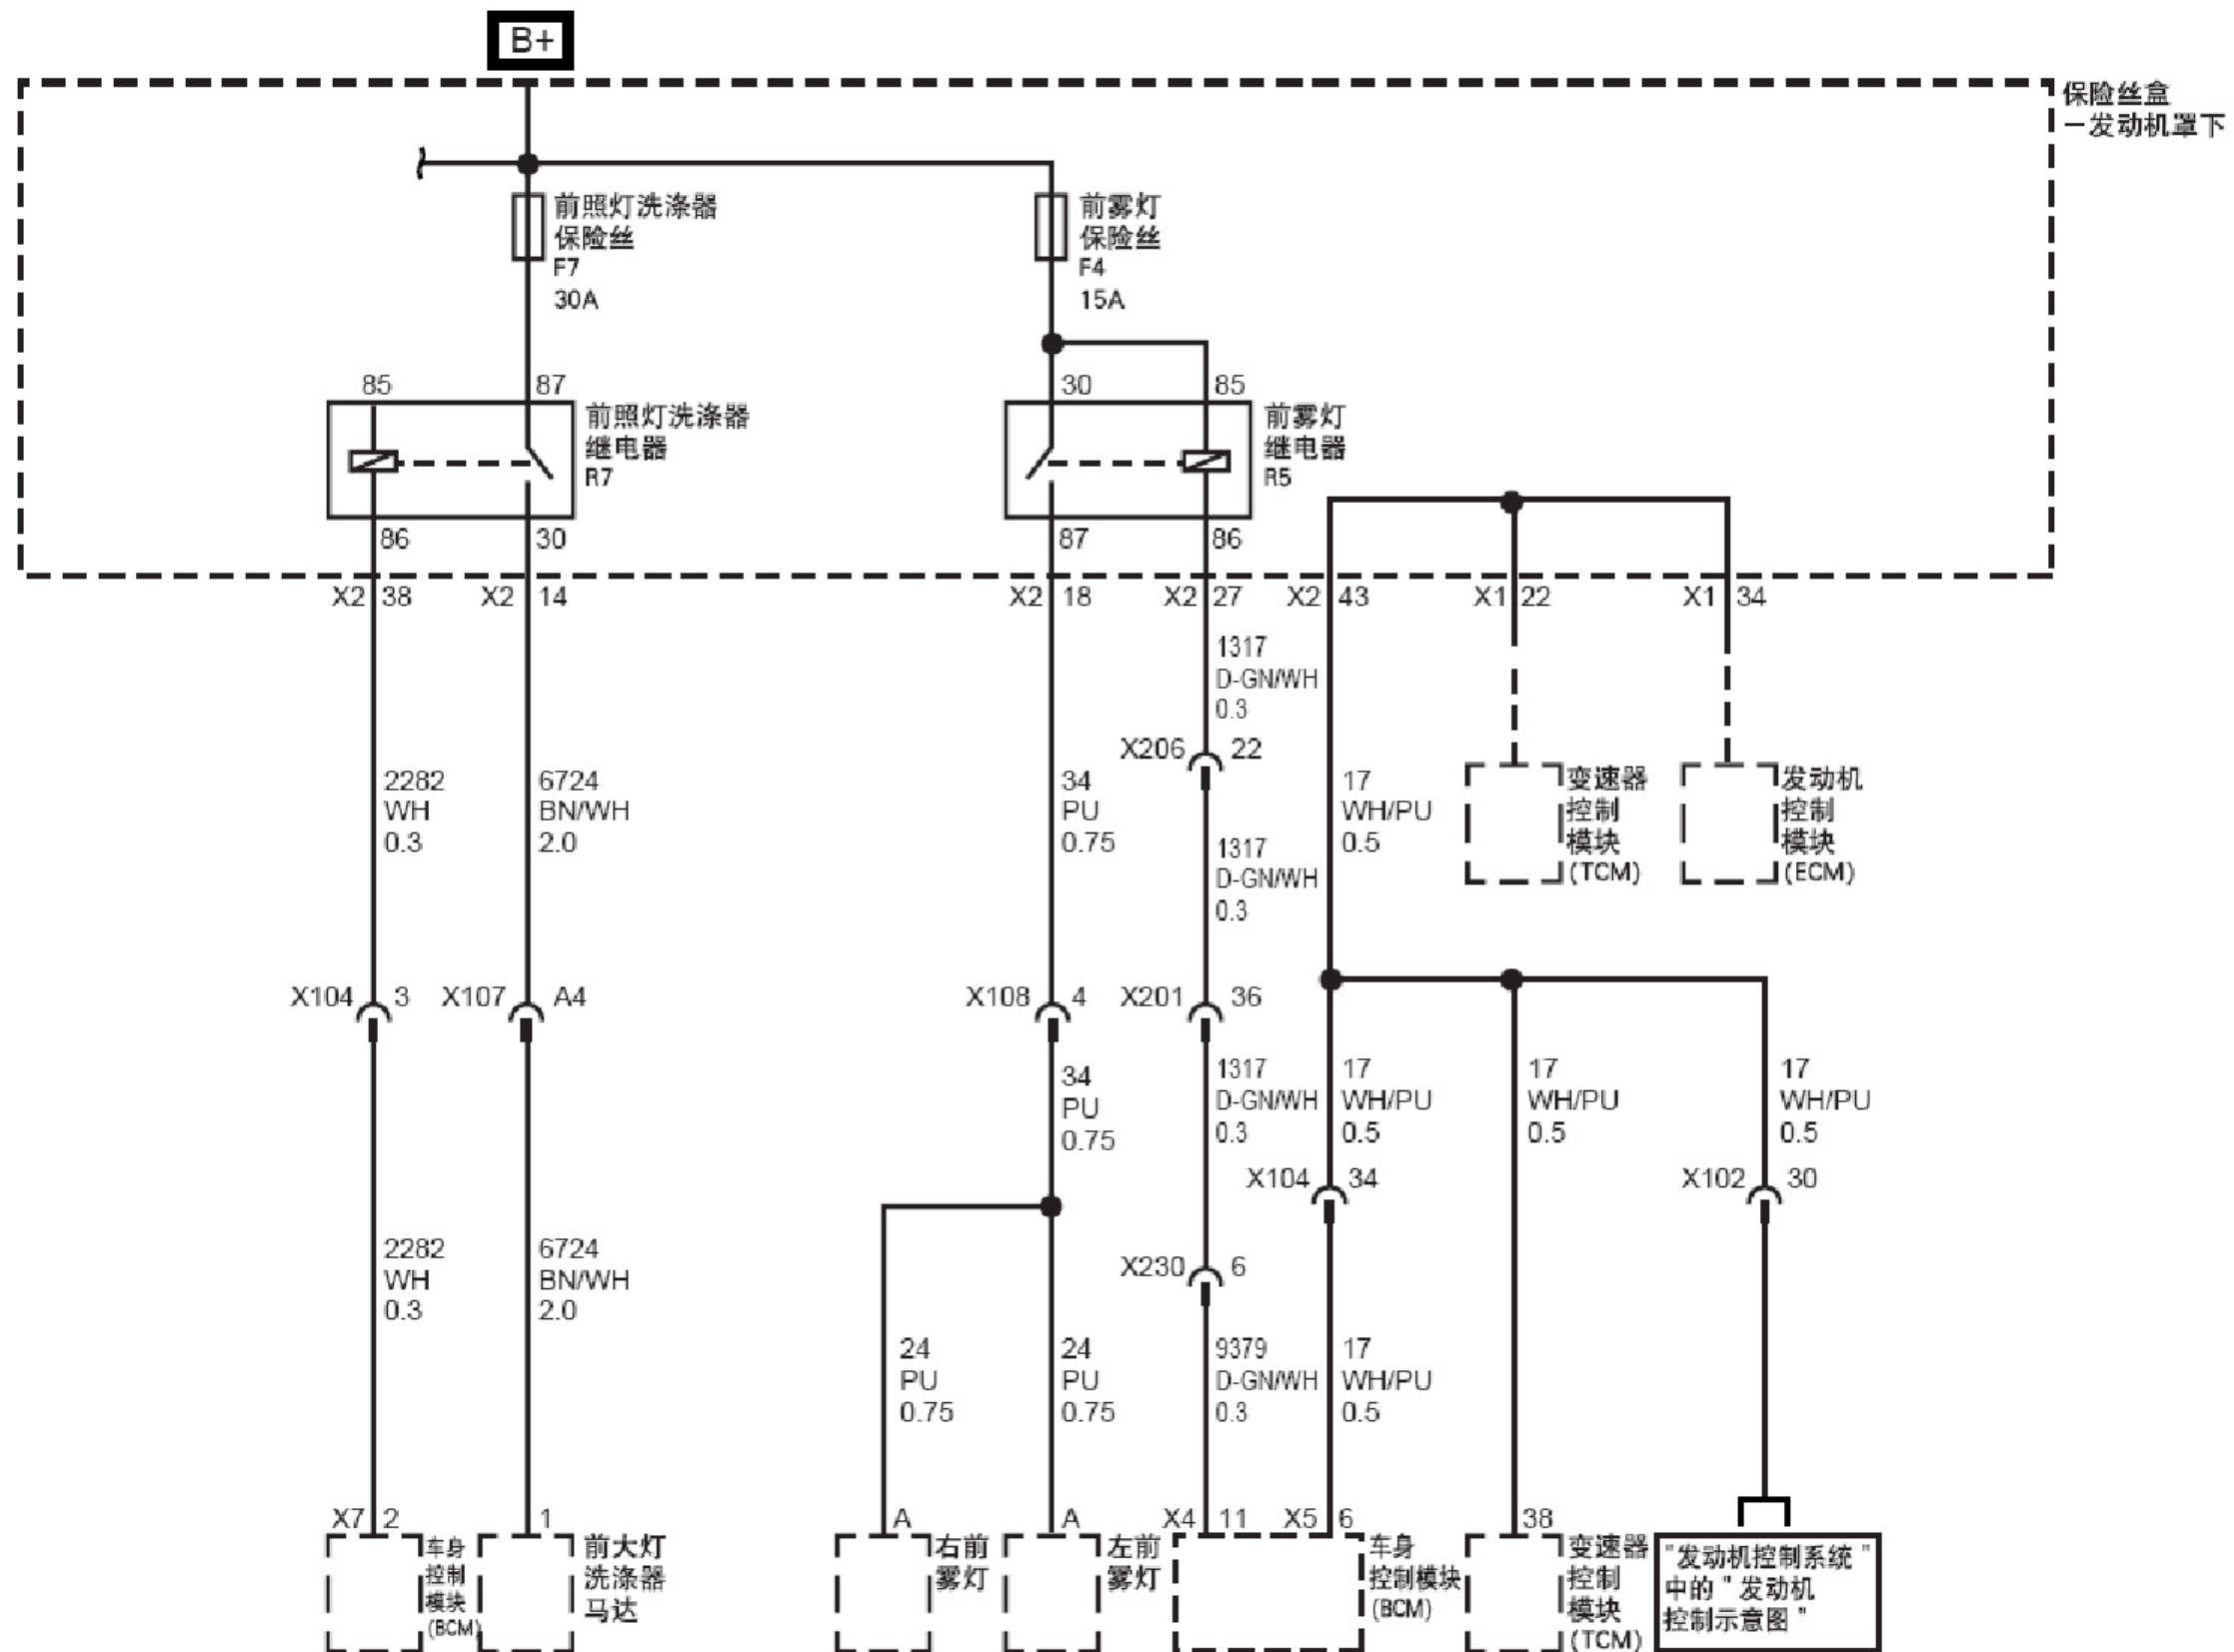 B+
保险丝盒
－发动机罩下
前照灯洗涤器
保险丝
F7
30A
前雾灯
保险丝
F4
15A
85
87
30
85
前照灯洗涤器
继电器
R7
前雾灯
继电器
R5
86
30
87
86
X2 38
X2 14
X2 18
X2 27
X2 43
X1 22
X1 34
1317
D-GN/WH
0.3
X206 22
2282
WH
0.3
6724
BN/WH
2.0
34
PU
0.75
1317
D-GN/WH
0.3
17
WH/PU
0.5
变速器
控制
模块
(TCM)
发动机
控制
模块
(ECM)
X104 3
X107 A4
X108 4
X201 36
34
PU
0.75
1317
D-GN/WH
0.3
17
WH/PU
0.5
17
WH/PU
0.5
17
WH/PU
0.5
X104 34
X102 30
X230 6
2282
WH
0.3
6724
BN/WH
2.0
24
PU
0.75
24
PU
0.75
9379
D-GN/WH
0.3
17
WH/PU
0.5
X7 2
1
A
A
X4 11
X5 6
38
车身
控制
模块
(BCM)
前大灯
洗涤器
马达
右前
雾灯
左前
雾灯
车身
控制模块
(BCM)
变速器
控制
模块
(TCM)
"发动机控制系统"
中的"发动机
控制示意图"